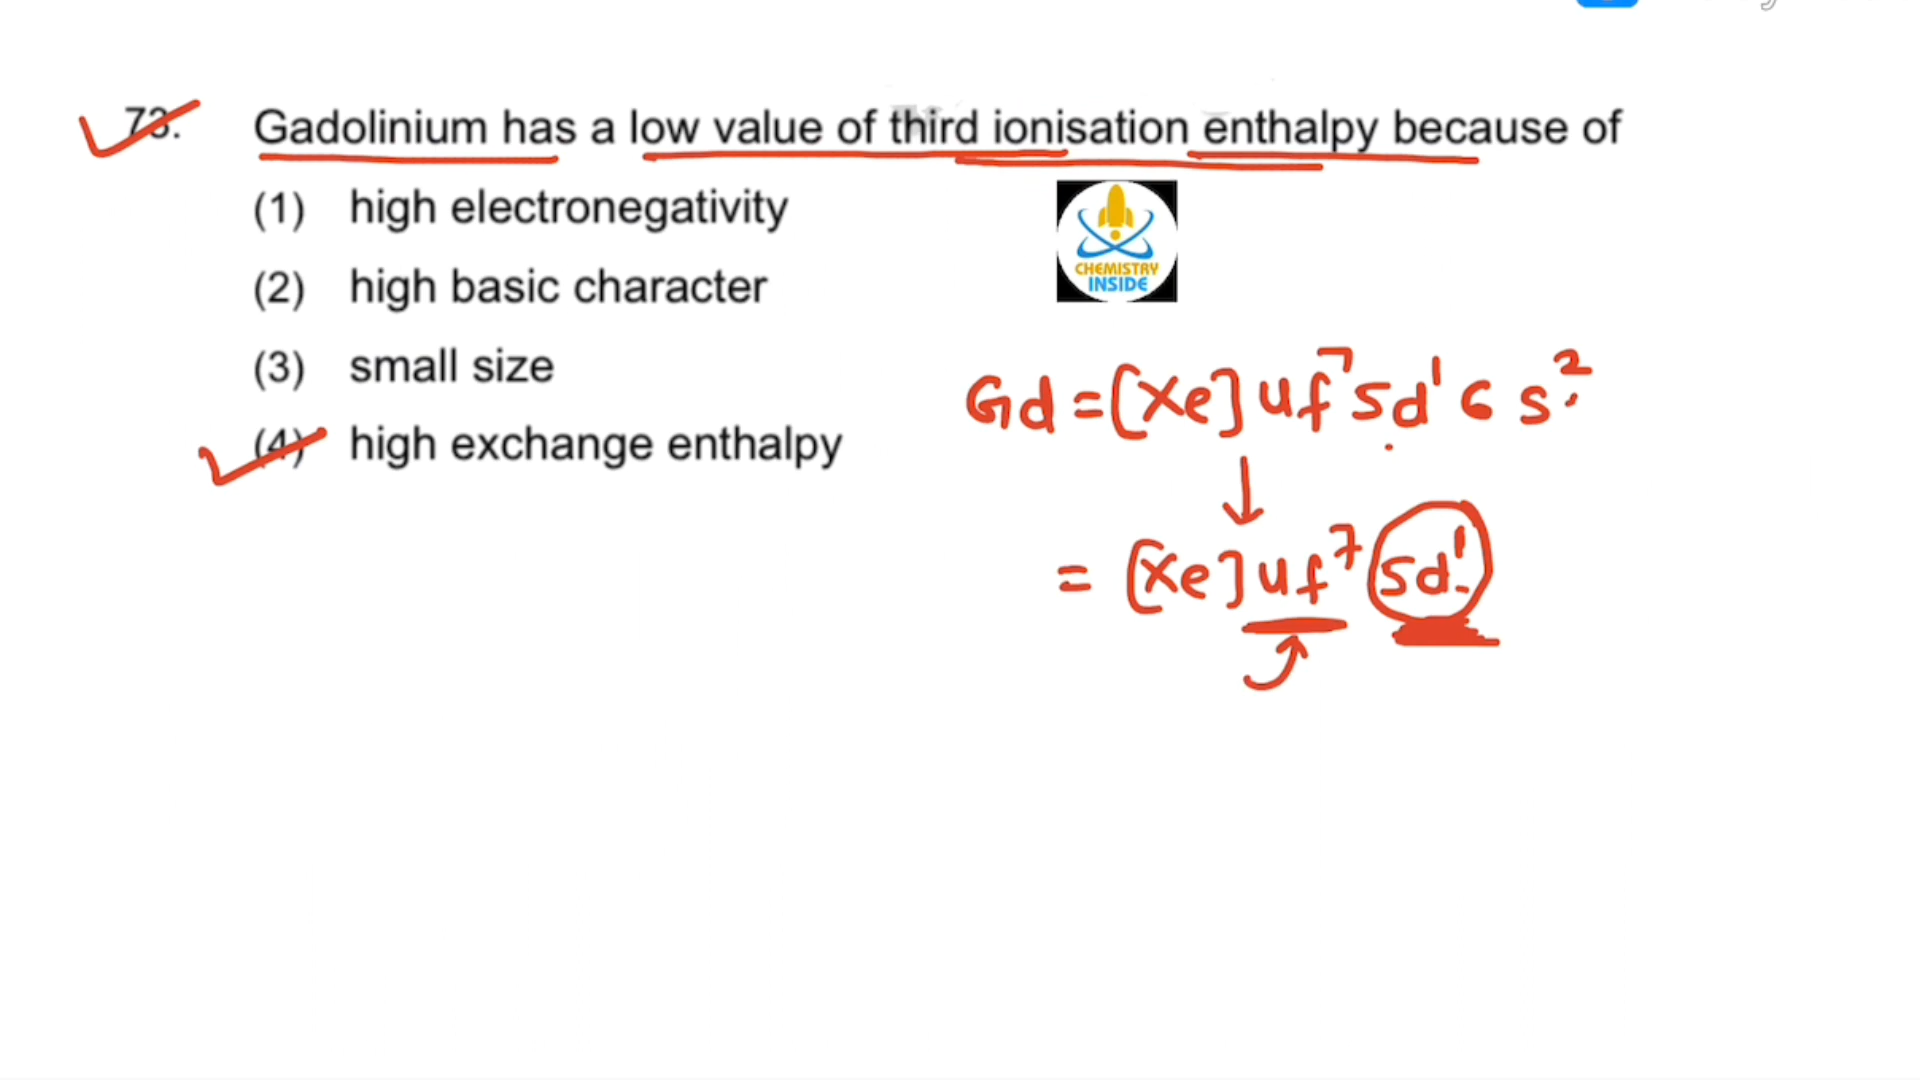 73. Gadolinium has a low value of third ionisation enthalpy because of
(1) high electronegativity
(2) high basic character
(3) small size
(4) high exchange enthalpy
CHEMISTRY
INSIDE
Gd = [Xe] 4f⁷ 5d¹ 6s²
= [Xe] 4f⁷ 5d¹